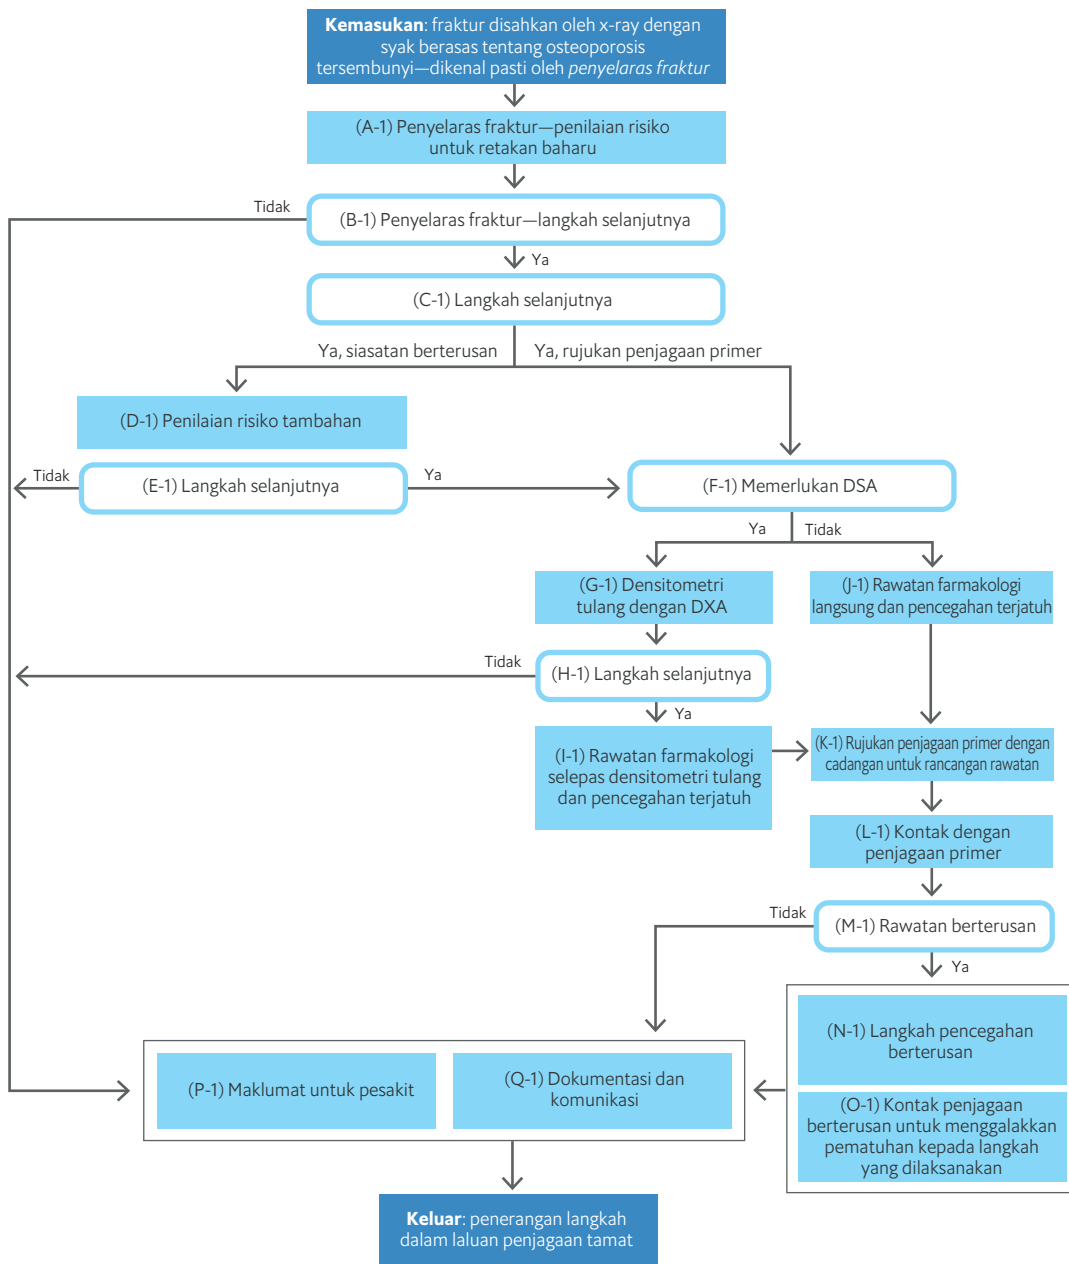 Kemasukan: fraktur disahkan oleh x-ray dengan
syak berasas tentang osteoporosis
tersembunyi—dikenal pasti oleh penyelaras fraktur
(A-1) Penyelaras fraktur—penilaian risiko
untuk retakan baharu
Tidak
(B-1) Penyelaras fraktur—langkah selanjutnya
Ya
(C-1) Langkah selanjutnya
Ya, siasatan berterusan
Ya, rujukan penjagaan primer
(D-1) Penilaian risiko tambahan
Tidak
(E-1) Langkah selanjutnya
Ya
(F-1) Memerlukan DSA
Ya
Tidak
(G-1) Densitometri
tulang dengan DXA
(J-1) Rawatan farmakologi
langsung dan pencegahan terjatuh
Tidak
(H-1) Langkah selanjutnya
Ya
(I-1) Rawatan farmakologi
selepas densitometri tulang
dan pencegahan terjatuh
(K-1) Rujukan penjagaan primer dengan
cadangan untuk rancangan rawatan
(L-1) Kontak dengan
penjagaan primer
Tidak
(M-1) Rawatan berterusan
Ya
(N-1) Langkah pencegahan
berterusan
(O-1) Kontak penjagaan
berterusan untuk menggalakkan
pematuhan kepada langkah
yang dilaksanakan
(P-1) Maklumat untuk pesakit
(Q-1) Dokumentasi dan
komunikasi
Keluar: penerangan langkah
dalam laluan penjagaan tamat